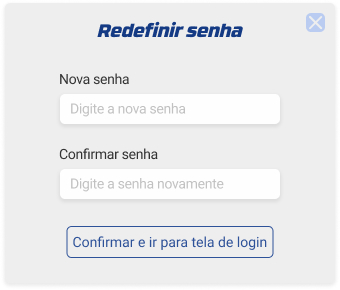 Redefinir senha
Nova senha
Digite a nova senha
Confirmar senha
Digite a senha novamente
Confirmar e ir para tela de login